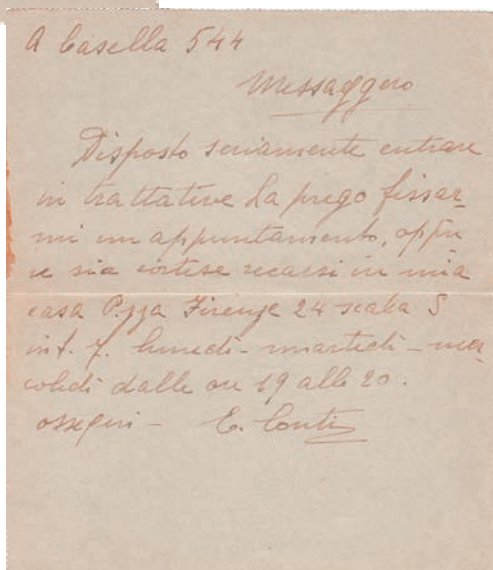 A Casella 544
Messaggero
Disposto seriamente entrare
in trattative La prego fissar=
mi un appuntamento, oppu=
re sia cortese recarsi in mia
casa P.zza Firenze 24 scala S
int. 7. lunedì - martedì - mer=
coledì dalle ore 19 alle 20.
ossequi - E. Conti